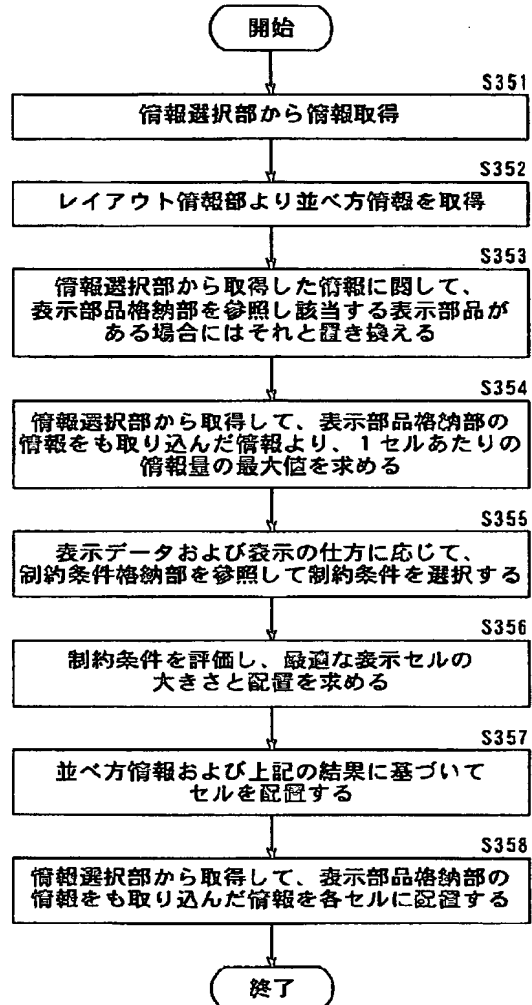 開始
S351
情報選択部から情報取得
S352
レイアウト情報部より並べ方情報を取得
S353
情報選択部から取得した情報に関して、
表示部品格納部を参照し該当する表示部品が
ある場合にはそれと置き換える
S354
情報選択部から取得して、表示部品格納部の
情報をも取り込んだ情報より、1セルあたりの
情報量の最大値を求める
S355
表示データおよび表示の仕方に応じて、
制約条件格納部を参照して制約条件を選択する
S356
制約条件を評価し、最適な表示セルの
大きさと配置を求める
S357
並べ方情報および上記の結果に基づいて
セルを配置する
S358
情報選択部から取得して、表示部品格納部の
情報をも取り込んだ情報を各セルに配置する
終了